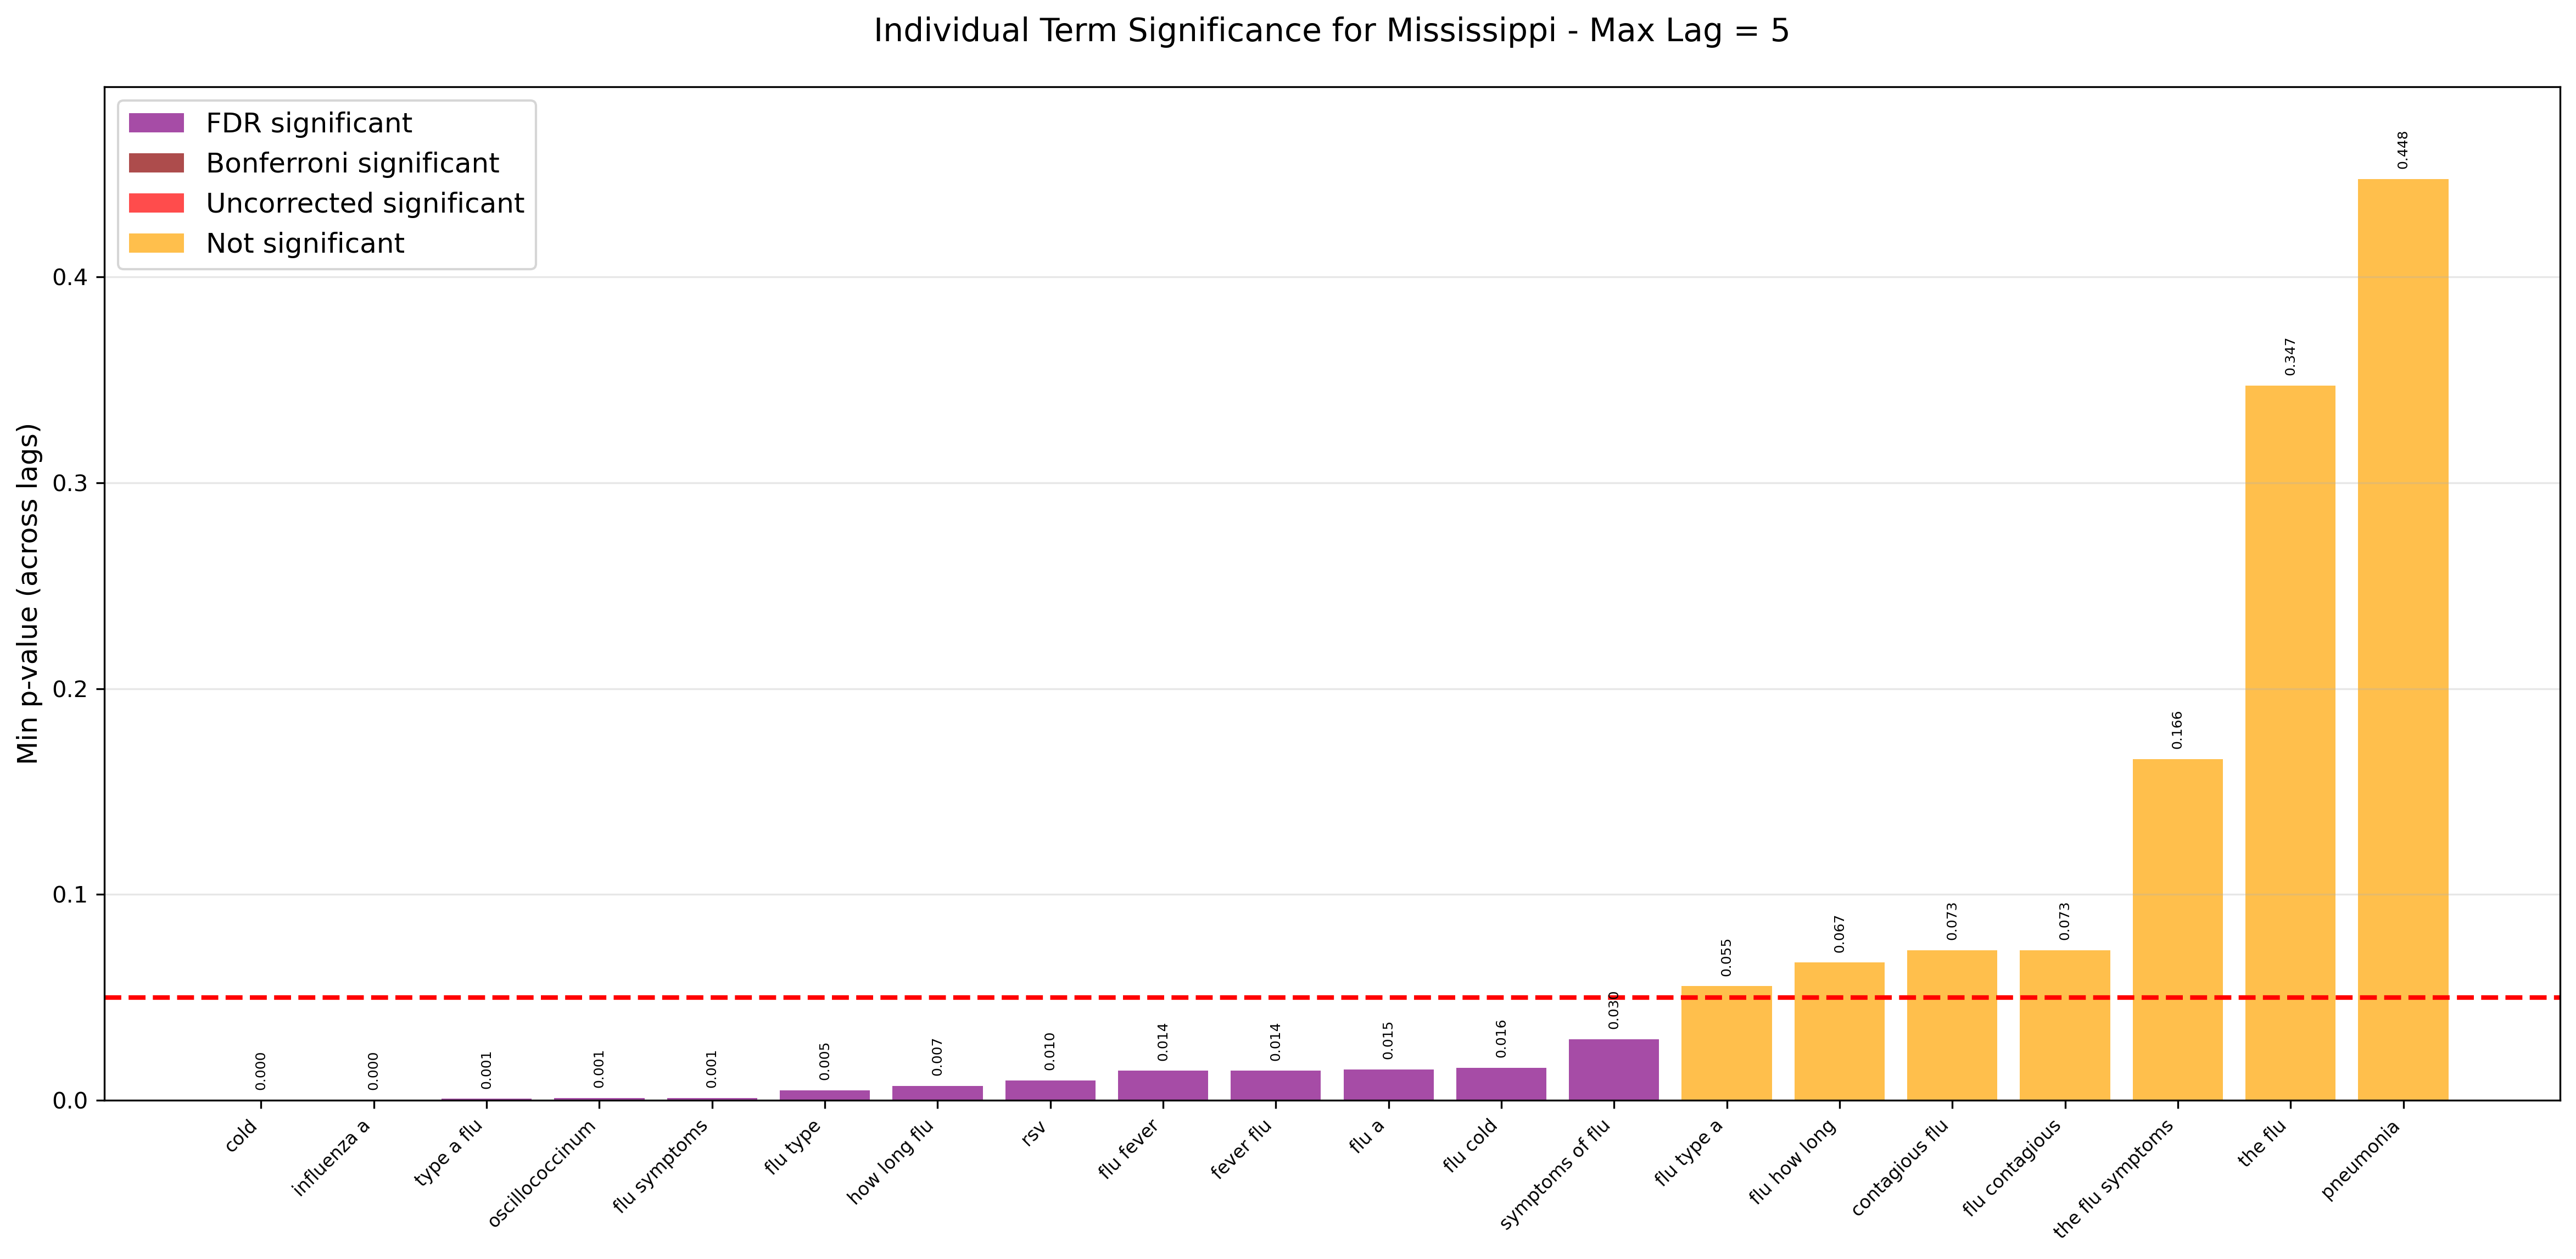 Individual Term Significance for Mississippi - Max Lag = 5
FDR significant
Bonferroni significant
Uncorrected significant
Not significant
Min p-value (across lags)
0.4
0.3
0.2
0.1
0.0
0.000
0.000
0.001
0.001
0.001
0.005
0.007
0.010
0.014
0.014
0.015
0.016
0.030
0.055
0.067
0.073
0.073
0.166
0.347
0.448
cold
influenza a
type a flu
oscillococcinum
flu symptoms
flu type
how long flu
rsv
flu fever
fever flu
flu a
flu cold
symptoms of flu
flu type a
flu how long
contagious flu
flu contagious
the flu symptoms
the flu
pneumonia